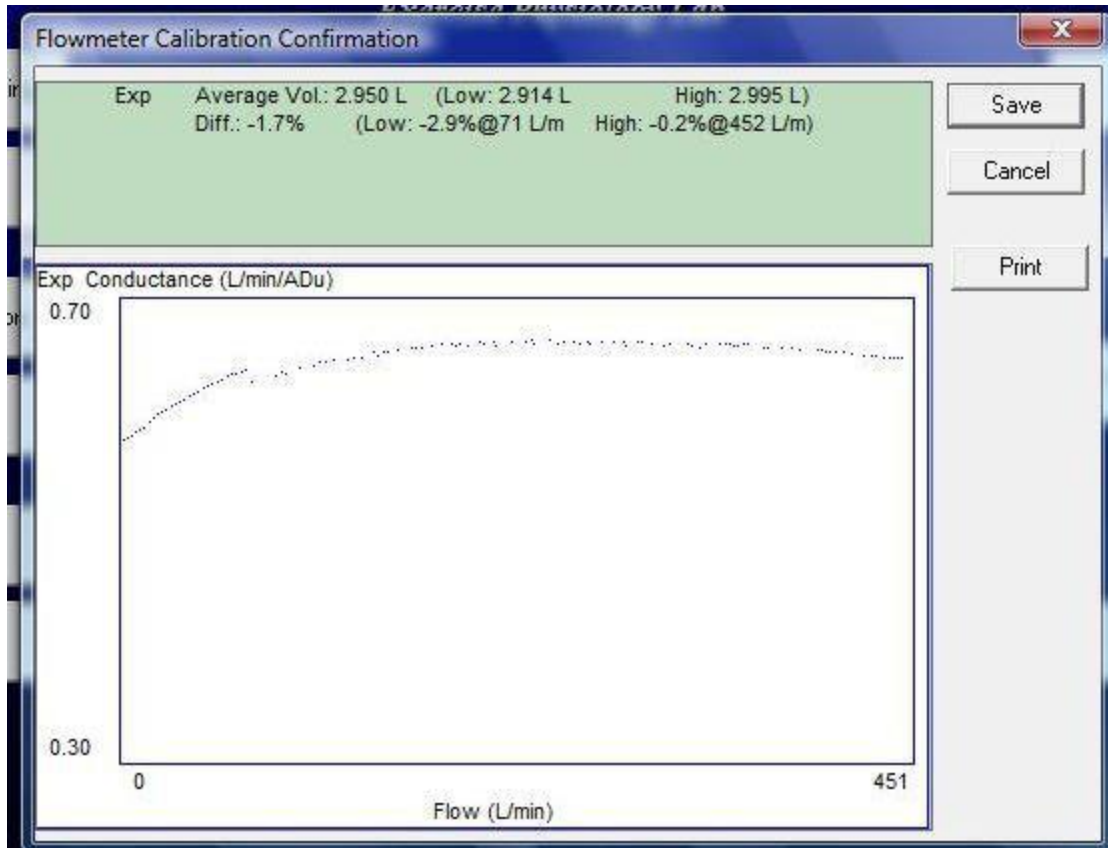 Flowmeter Calibration Confirmation
Exp Average Vol.: 2.950 L (Low: 2.914 L High: 2.995 L)
Diff.: -1.7% (Low: -2.9%@71 L/m High: -0.2%@452 L/m)
Save
Cancel
Print
Exp Conductance (L/min/ADu)
0.70
0.30
0 451
Flow (L/min)